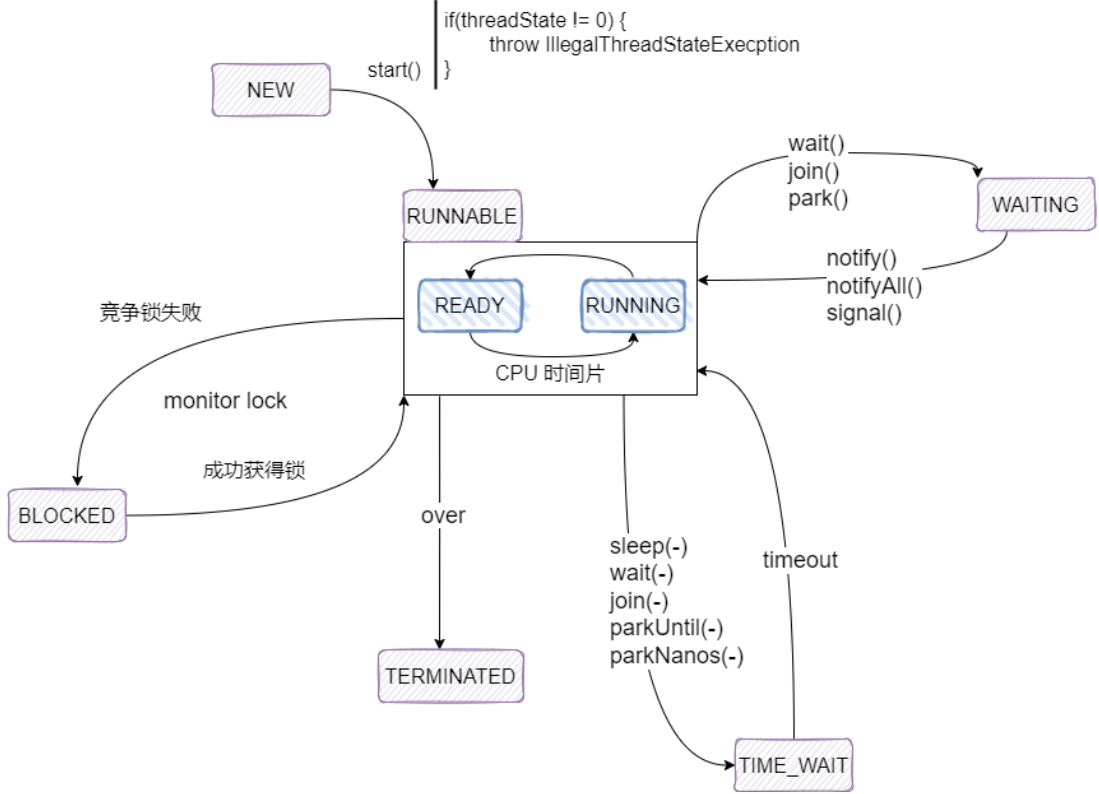 if(threadState != 0) {
throw IllegalThreadStateExecption
}
start()
NEW
wait()
join()
park()
WAITING
RUNNABLE
notify()
notifyAll()
signal()
READY
RUNNING
CPU 时间片
竞争锁失败
monitor lock
成功获得锁
BLOCKED
over
sleep(-)
wait(-)
join(-)
parkUntil(-)
parkNanos(-)
timeout
TERMINATED
TIME_WAIT